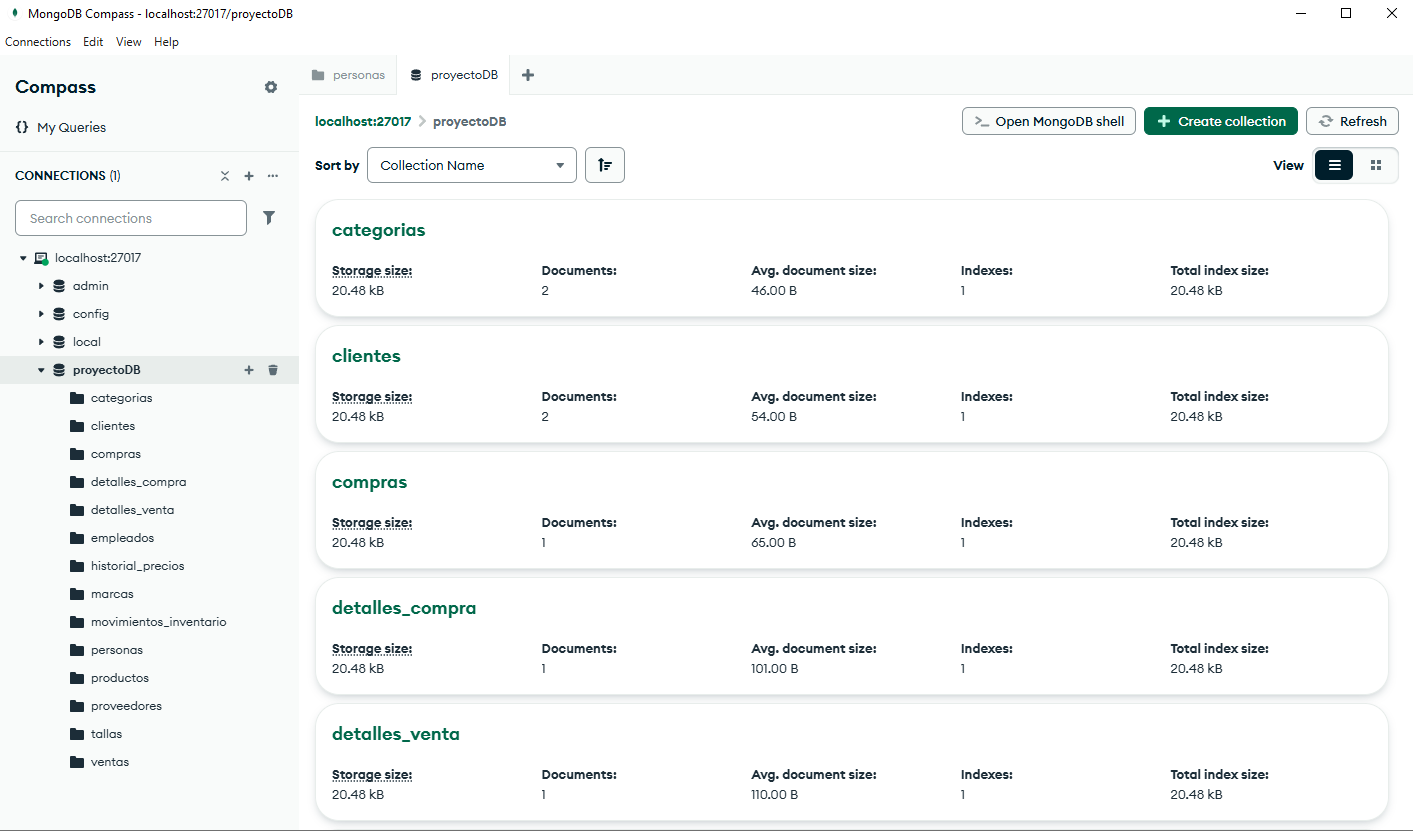 MongoDB Compass - localhost:27017/proyectoDB
Connections Edit View Help
Compass
{} My Queries
CONNECTIONS (1)
Search connections
localhost:27017
admin
config
local
proyectoDB
categorias
clientes
compras
detalles_compra
detalles_venta
empleados
historial_precios
marcas
movimientos_inventario
personas
productos
proveedores
tallas
ventas
personas proyectoDB
localhost:27017 > proyectoDB
>_ Open MongoDB shell + Create collection Refresh
Sort by Collection Name View
categorias
Storage size: Documents: Avg. document size: Indexes: Total index size:
20.48 kB 2 46.00 B 1 20.48 kB
clientes
Storage size: Documents: Avg. document size: Indexes: Total index size:
20.48 kB 2 54.00 B 1 20.48 kB
compras
Storage size: Documents: Avg. document size: Indexes: Total index size:
20.48 kB 1 65.00 B 1 20.48 kB
detalles_compra
Storage size: Documents: Avg. document size: Indexes: Total index size:
20.48 kB 1 101.00 B 1 20.48 kB
detalles_venta
Storage size: Documents: Avg. document size: Indexes: Total index size:
20.48 kB 1 110.00 B 1 20.48 kB